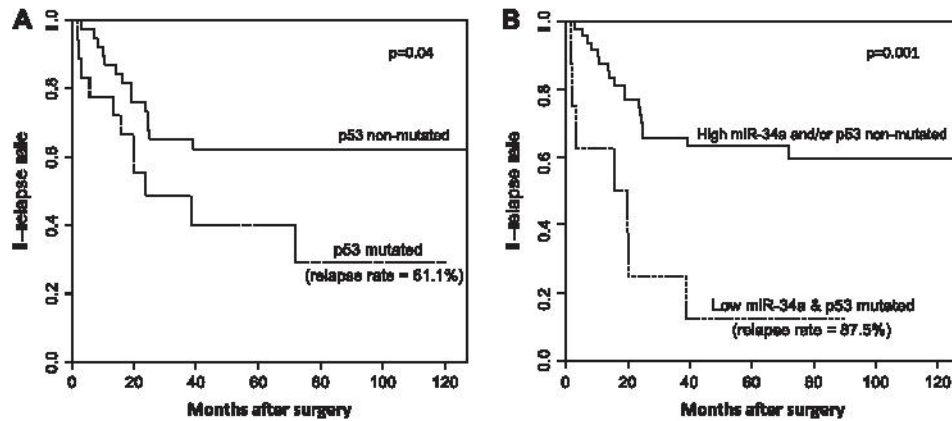 A
p=0.04
p53 non-mutated
p53 mutated
(relapse rate = 61.1%)
1-relapse rate
0.0
0.2
0.4
0.6
0.8
1.0
0 20 40 60 80 100 120
Months after surgery
B
p=0.001
High miR-34a and/or p53 non-mutated
Low miR-34a & p53 mutated
(relapse rate = 87.5%)
1-relapse rate
0.0
0.2
0.4
0.6
0.8
1.0
0 20 40 60 80 100 120
Months after surgery